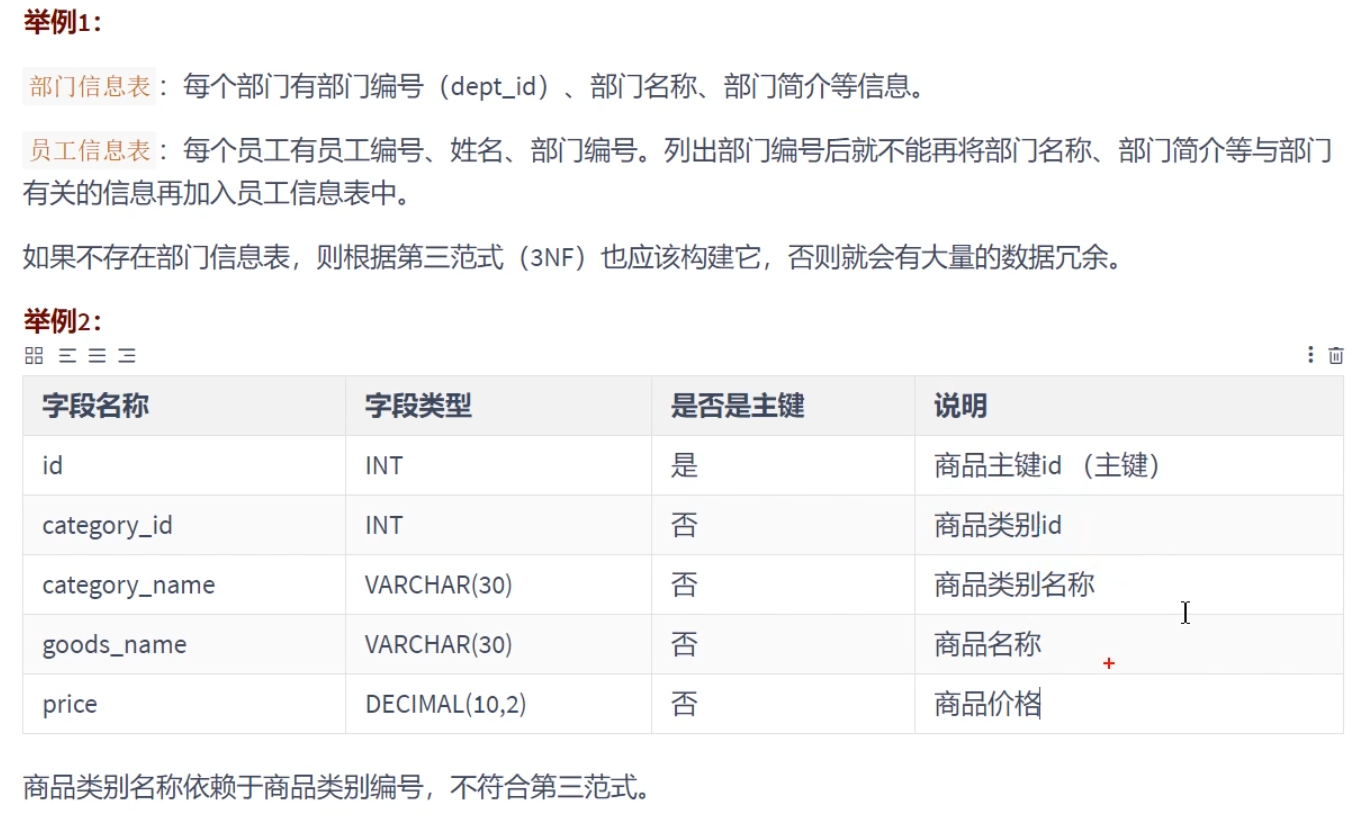 举例1：
部门信息表：每个部门有部门编号（dept_id）、部门名称、部门简介等信息。
员工信息表：每个员工有员工编号、姓名、部门编号。列出部门编号后就不能再将部门名称、部门简介等与部门
有关的信息再加入员工信息表中。
如果不存在部门信息表，则根据第三范式（3NF）也应该构建它，否则就会有大量的数据冗余。
举例2：
字段名称 字段类型 是否是主键 说明
id INT 是 商品主键id （主键）
category_id INT 否 商品类别id
category_name VARCHAR(30) 否 商品类别名称
goods_name VARCHAR(30) 否 商品名称
price DECIMAL(10,2) 否 商品价格
商品类别名称依赖于商品类别编号，不符合第三范式。